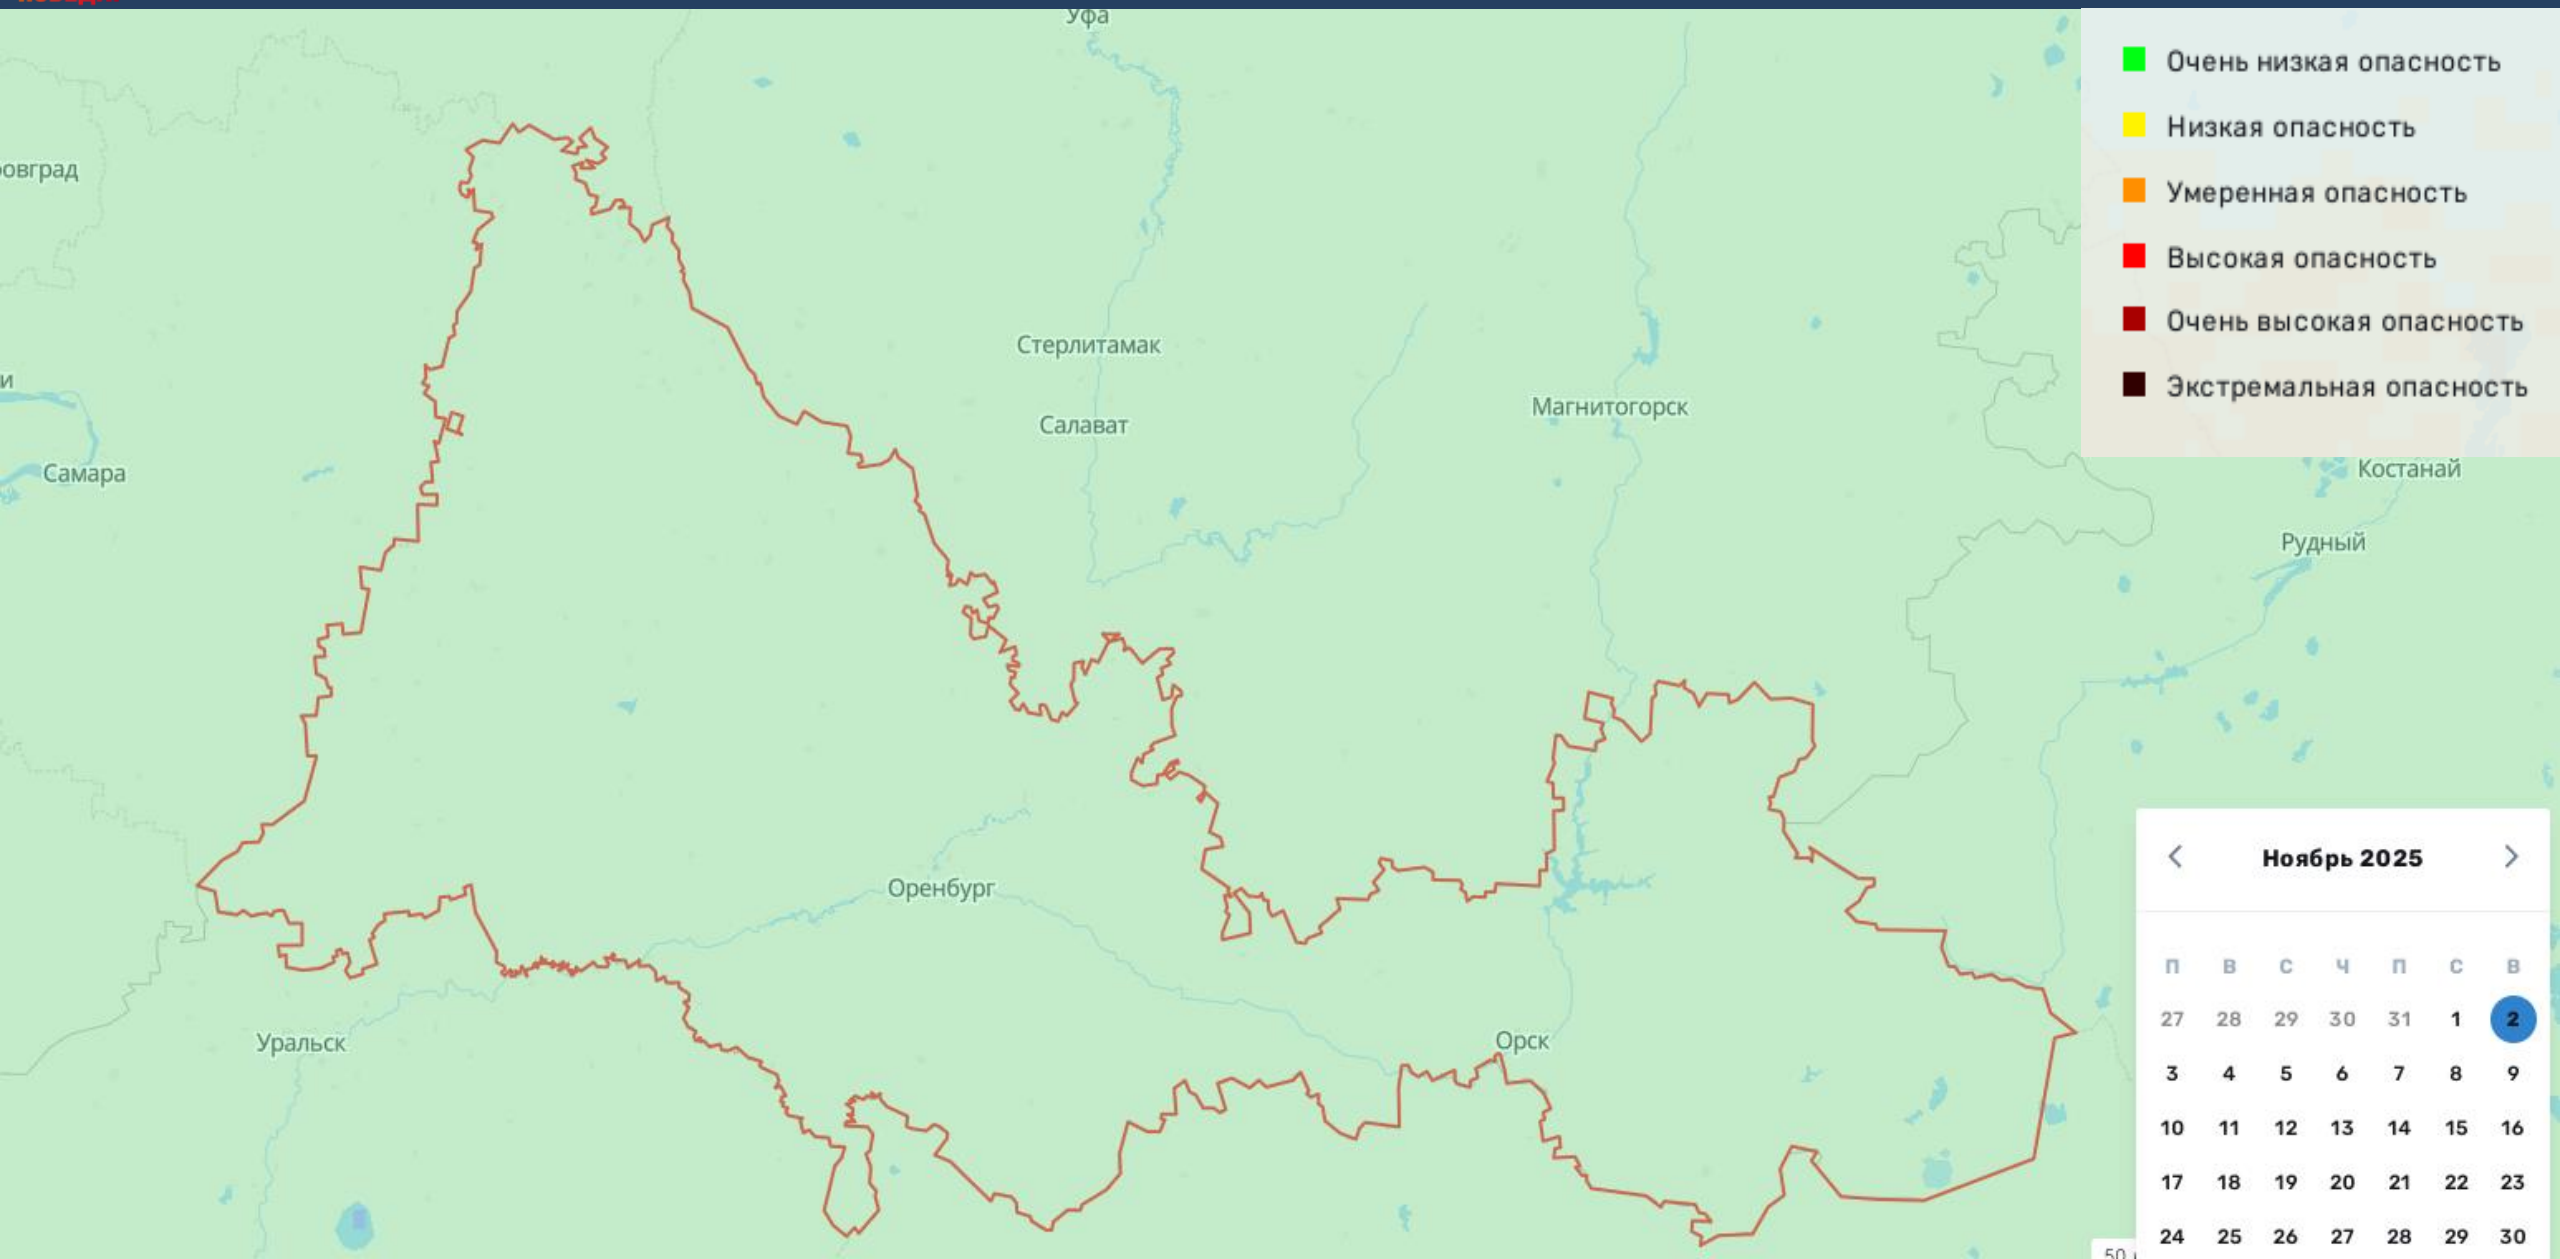 Уфа
Очень низкая опасность
Низкая опасность
Умеренная опасность
Высокая опасность
Очень высокая опасность
Экстремальная опасность
Стерлитамак
Салават
Магнитогорск
Самара
Костанай
Рудный
Оренбург
Уральск
Орск
Ноябрь 2025
П В С Ч П С В
27 28 29 30 31 1 2
3 4 5 6 7 8 9
10 11 12 13 14 15 16
17 18 19 20 21 22 23
24 25 26 27 28 29 30
50